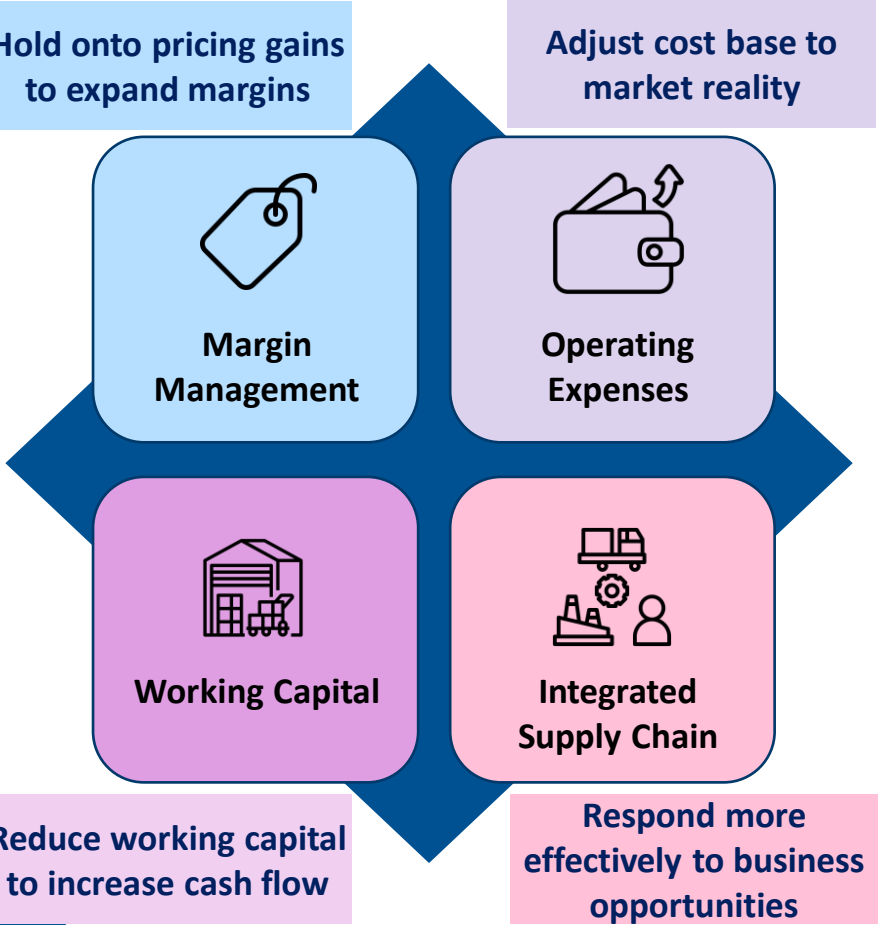 Hold onto pricing gains
to expand margins
Adjust cost base to
market reality
Margin
Management
Operating
Expenses
Working Capital
Integrated
Supply Chain
Reduce working capital
to increase cash flow
Respond more
effectively to business
opportunities